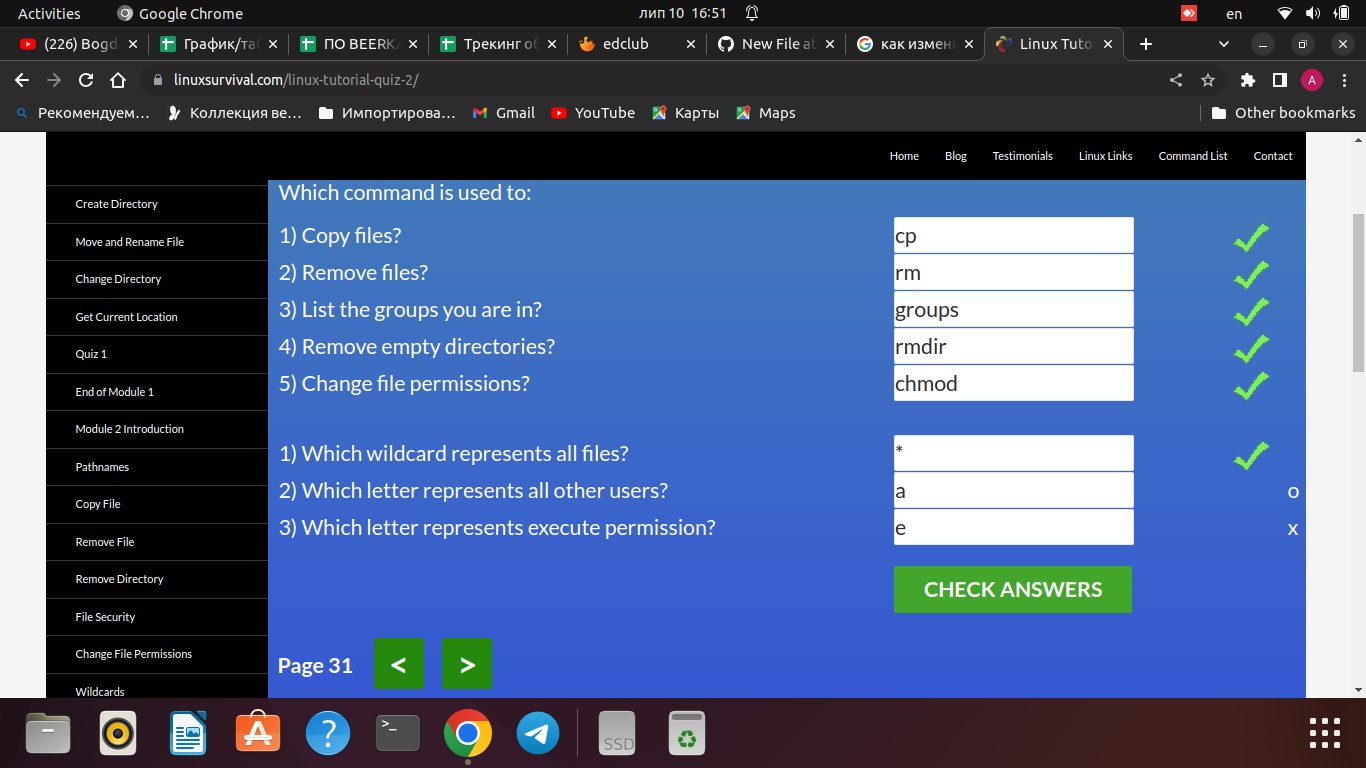 Activities Google Chrome лип 10 16:51 en
(226) Bogda График/таб ПО BEERKA Трекинг об edclub New File at как измени Linux Tutor
linuxsurvival.com/linux-tutorial-quiz-2/ A
Рекомендуем… Коллекция ве… Импортирова… Gmail YouTube Карты Maps Other bookmarks
Home Blog Testimonials Linux Links Command List Contact
Create Directory
Move and Rename File
Change Directory
Get Current Location
Quiz 1
End of Module 1
Module 2 Introduction
Pathnames
Copy File
Remove File
Remove Directory
File Security
Change File Permissions
Wildcards
Which command is used to:
1) Copy files? cp
2) Remove files? rm
3) List the groups you are in? groups
4) Remove empty directories? rmdir
5) Change file permissions? chmod
1) Which wildcard represents all files? *
2) Which letter represents all other users? a o
3) Which letter represents execute permission? e x
CHECK ANSWERS
Page 31 < >
SSD